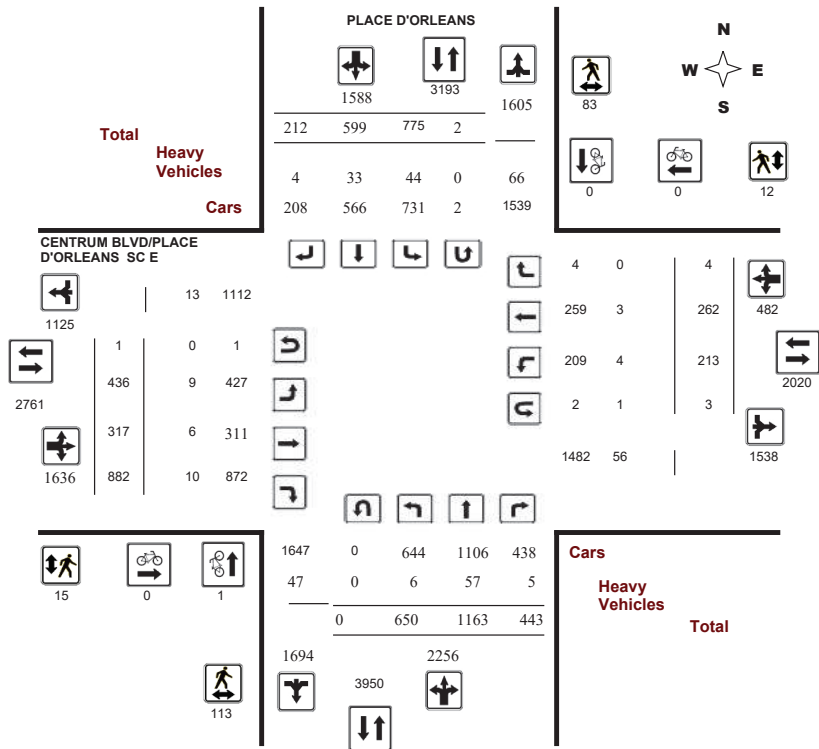 PLACE D'ORLEANS
N
W E
S
1588
3193
1605
83
212 599 775 2
Total
Heavy
Vehicles
4 33 44 0 66
0 0 12
Cars
208 566 731 2 1539
CENTRUM BLVD/PLACE
D'ORLEANS SC E
4 0 4
13 1112
259 3 262 482
1125
1 0 1
209 4 213
2020
436 9 427
2761
2 1 3
317 6 311
1482 56 1538
1636 882 10 872
1647 0 644 1106 438
Cars
47 0 6 57 5
Heavy
Vehicles
15 0 1
0 650 1163 443
Total
1694 2256
3950
113